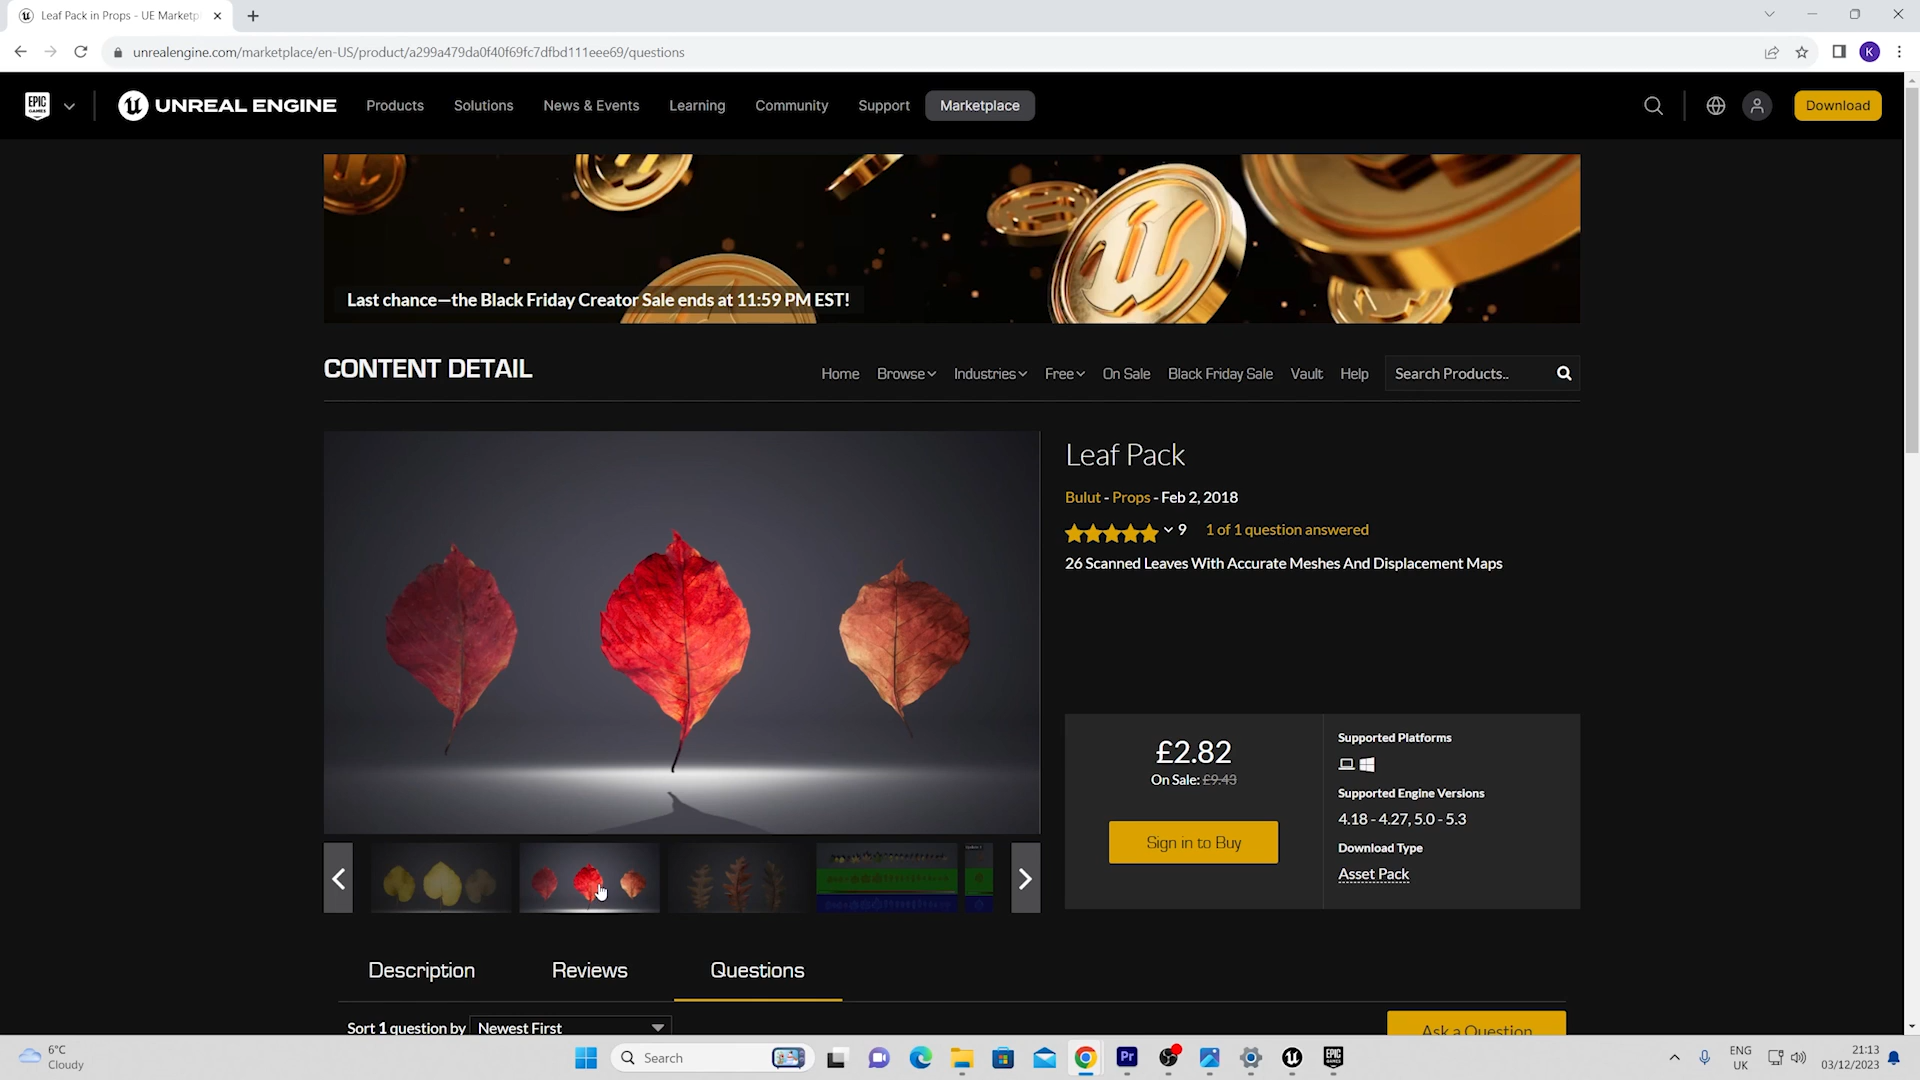 Leaf Pack in Props - UE Marketp
unrealengine.com/marketplace/en-US/product/a299a479da0f40f69fc7dfbd111eee69/questions
K
EPIC GAMES
UNREAL ENGINE
Products
Solutions
News & Events
Learning
Community
Support
Marketplace
Download
Last chance—the Black Friday Creator Sale ends at 11:59 PM EST!
CONTENT DETAIL
Home
Browse
Industries
Free
On Sale
Black Friday Sale
Vault
Help
Search Products..
Leaf Pack
Bulut - Props - Feb 2, 2018
9
1 of 1 question answered
26 Scanned Leaves With Accurate Meshes And Displacement Maps
£2.82
On Sale: £9.43
Sign in to Buy
Supported Platforms
Supported Engine Versions
4.18 - 4.27, 5.0 - 5.3
Download Type
Asset Pack
Description
Reviews
Questions
Sort 1 question by
Newest First
Ask a Question
6°C
Cloudy
Search
Pr
EPIC GAMES
ENG
UK
21:13
03/12/2023